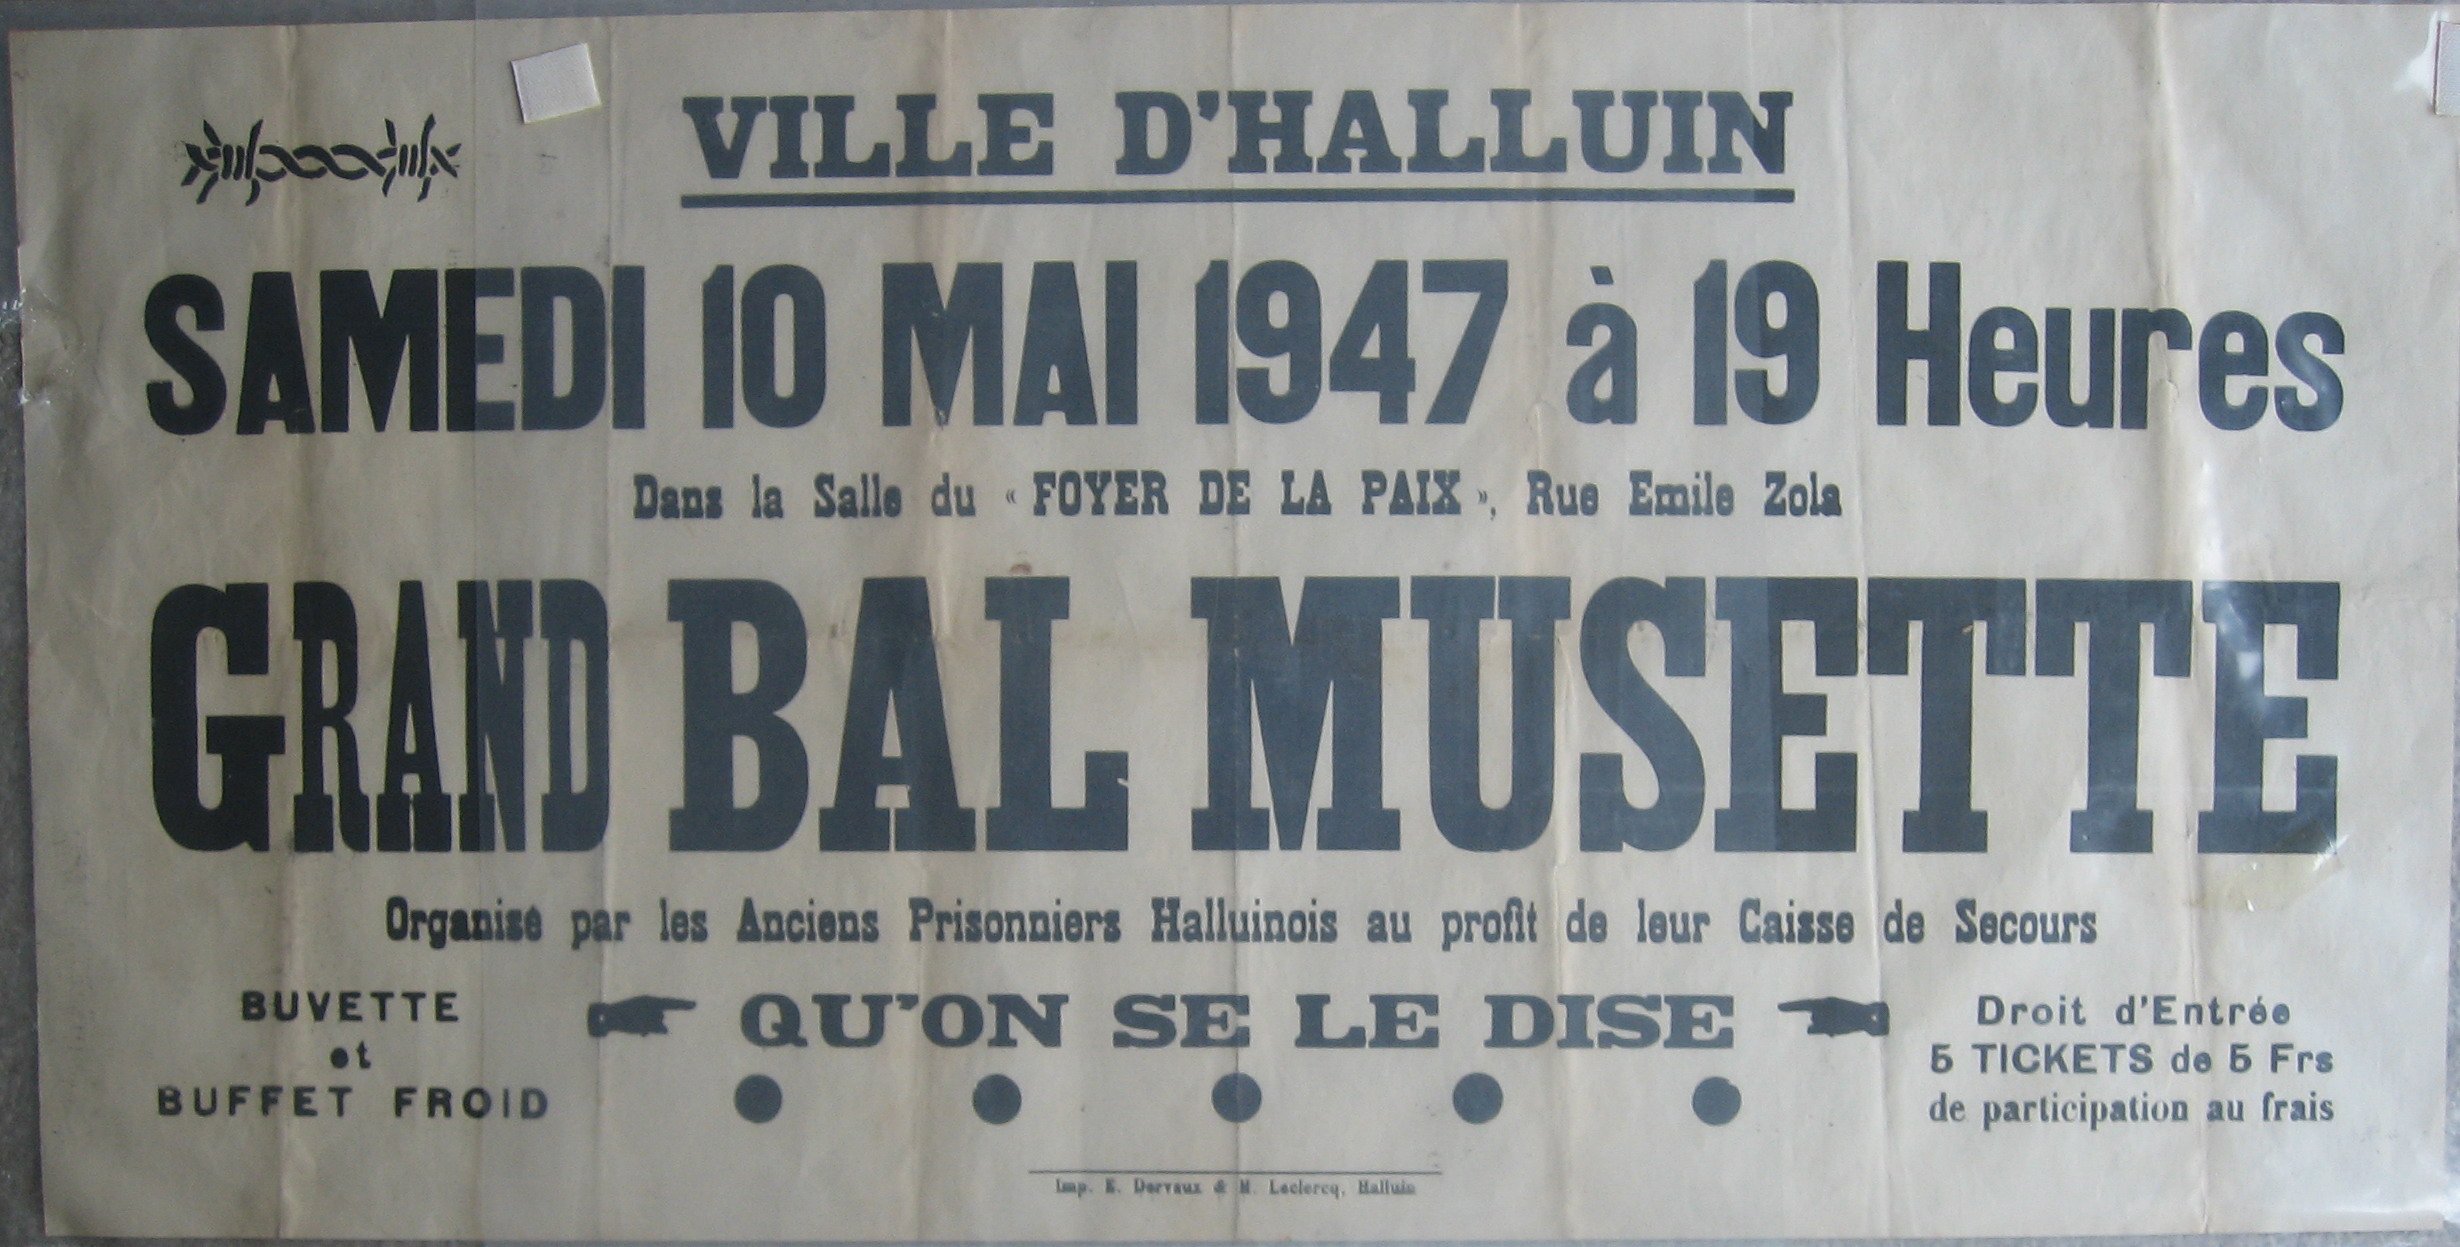 VILLE D'HALLUIN
SAMEDI 10 MAI 1947 à 19 Heures
Dans la Salle du « FOYER DE LA PAIX », Rue Emile Zola
GRAND BAL MUSETTE
Organisé par les Anciens Prisonniers Halluinois au profit de leur Caisse de Secours
BUVETTE
et
BUFFET FROID
QU'ON SE LE DISE
Droit d'Entrée
5 TICKETS de 5 Frs
de participation au frais
Imp. E. Dervaux & M. Leclercq, Halluin